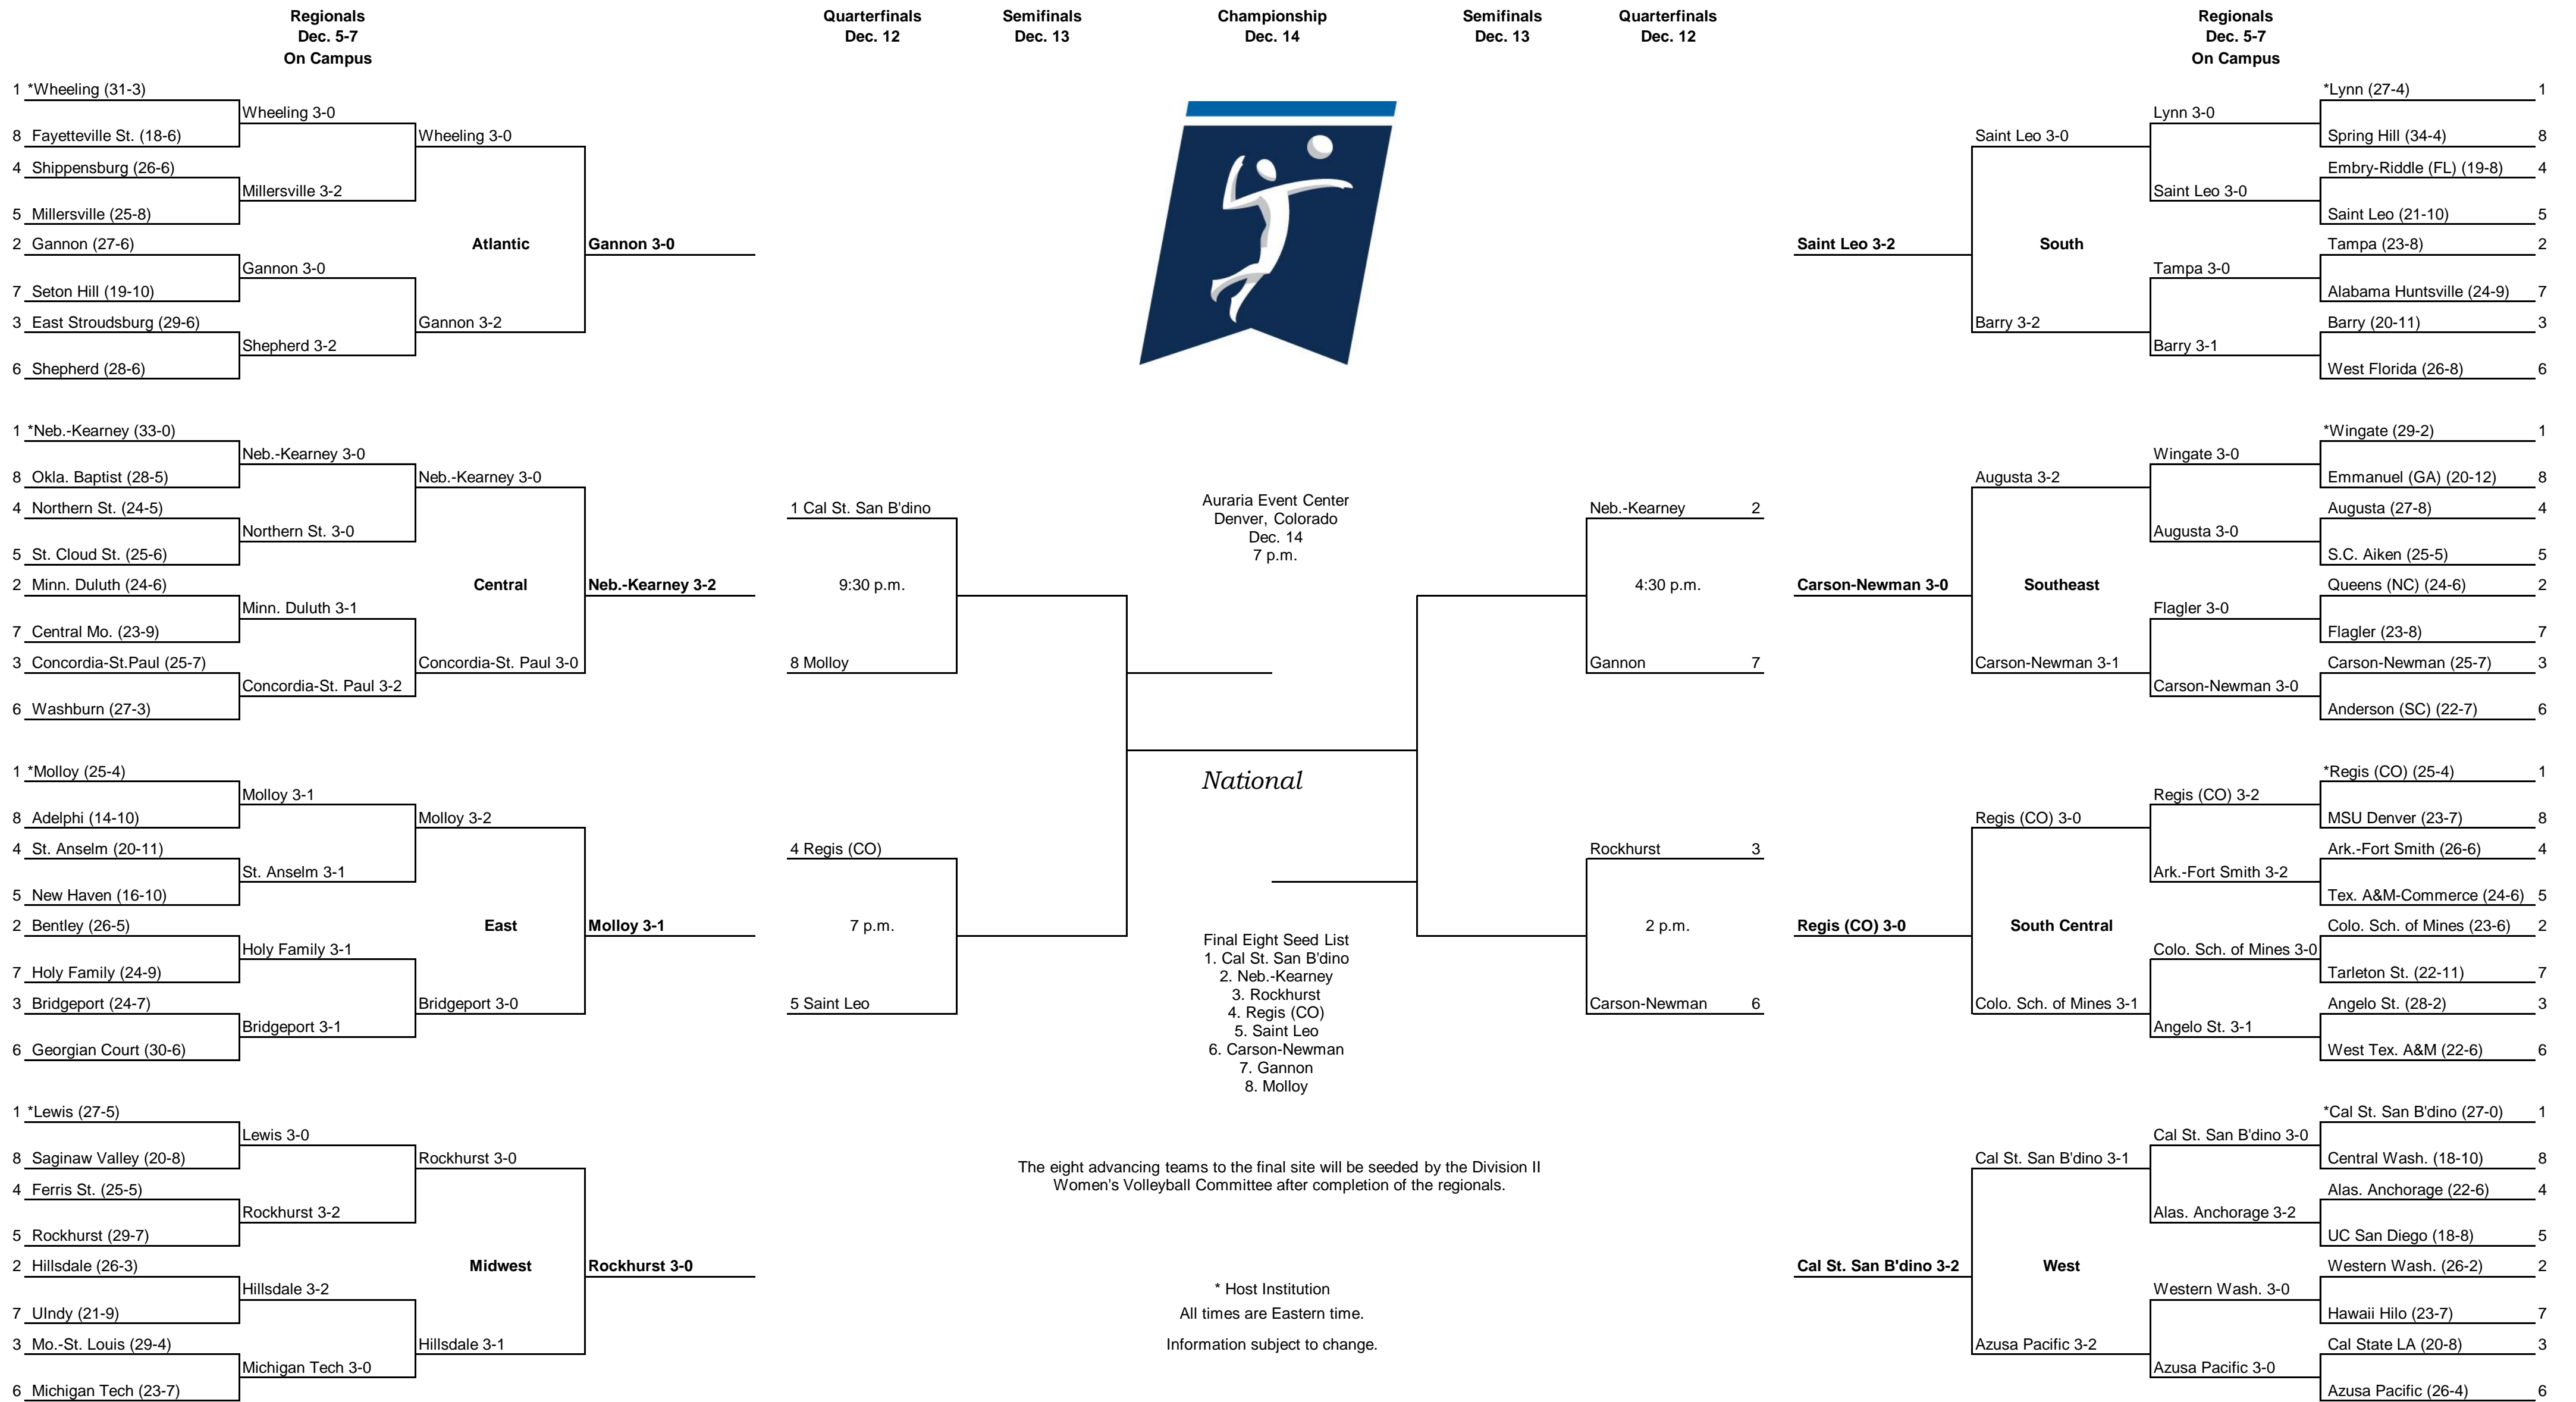 Regionals
Dec. 5-7
On Campus
Quarterfinals
Dec. 12
Semifinals
Dec. 13
Championship
Dec. 14
Semifinals
Dec. 13
Quarterfinals
Dec. 12
Regionals
Dec. 5-7
On Campus
1 *Wheeling (31-3)
8 Fayetteville St. (18-6)
4 Shippensburg (26-6)
5 Millersville (25-8)
2 Gannon (27-6)
7 Seton Hill (19-10)
3 East Stroudsburg (29-6)
6 Shepherd (28-6)
Wheeling 3-0
Millersville 3-2
Gannon 3-0
Shepherd 3-2
Wheeling 3-0
Gannon 3-2
Atlantic
Gannon 3-0
1 *Neb.-Kearney (33-0)
8 Okla. Baptist (28-5)
4 Northern St. (24-5)
5 St. Cloud St. (25-6)
2 Minn. Duluth (24-6)
7 Central Mo. (23-9)
3 Concordia-St.Paul (25-7)
6 Washburn (27-3)
Neb.-Kearney 3-0
Northern St. 3-0
Minn. Duluth 3-1
Concordia-St. Paul 3-2
Neb.-Kearney 3-0
Concordia-St. Paul 3-0
Central
Neb.-Kearney 3-2
1 *Molloy (25-4)
8 Adelphi (14-10)
4 St. Anselm (20-11)
5 New Haven (16-10)
2 Bentley (26-5)
7 Holy Family (24-9)
3 Bridgeport (24-7)
6 Georgian Court (30-6)
Molloy 3-1
St. Anselm 3-1
Holy Family 3-1
Bridgeport 3-1
Molloy 3-2
Bridgeport 3-0
East
Molloy 3-1
1 *Lewis (27-5)
8 Saginaw Valley (20-8)
4 Ferris St. (25-5)
5 Rockhurst (29-7)
2 Hillsdale (26-3)
7 UIndy (21-9)
3 Mo.-St. Louis (29-4)
6 Michigan Tech (23-7)
Lewis 3-0
Rockhurst 3-2
Hillsdale 3-2
Michigan Tech 3-0
Rockhurst 3-0
Hillsdale 3-1
Midwest
Rockhurst 3-0
1 Cal St. San B'dino
9:30 p.m.
8 Molloy
4 Regis (CO)
7 p.m.
5 Saint Leo
Auraria Event Center
Denver, Colorado
Dec. 14
7 p.m.
National
Final Eight Seed List
1. Cal St. San B'dino
2. Neb.-Kearney
3. Rockhurst
4. Regis (CO)
5. Saint Leo
6. Carson-Newman
7. Gannon
8. Molloy
The eight advancing teams to the final site will be seeded by the Division II
Women's Volleyball Committee after completion of the regionals.
* Host Institution
All times are Eastern time.
Information subject to change.
Neb.-Kearney 2
4:30 p.m.
Gannon 7
Rockhurst 3
2 p.m.
Carson-Newman 6
Saint Leo 3-2
South
Saint Leo 3-0
Barry 3-2
Lynn 3-0
Saint Leo 3-0
Tampa 3-0
Barry 3-1
*Lynn (27-4) 1
Spring Hill (34-4) 8
Embry-Riddle (FL) (19-8) 4
Saint Leo (21-10) 5
Tampa (23-8) 2
Alabama Huntsville (24-9) 7
Barry (20-11) 3
West Florida (26-8) 6
Carson-Newman 3-0
Southeast
Augusta 3-2
Carson-Newman 3-1
Wingate 3-0
Augusta 3-0
Flagler 3-0
Carson-Newman 3-0
*Wingate (29-2) 1
Emmanuel (GA) (20-12) 8
Augusta (27-8) 4
S.C. Aiken (25-5) 5
Queens (NC) (24-6) 2
Flagler (23-8) 7
Carson-Newman (25-7) 3
Anderson (SC) (22-7) 6
Regis (CO) 3-0
South Central
Regis (CO) 3-0
Colo. Sch. of Mines 3-1
Regis (CO) 3-2
Ark.-Fort Smith 3-2
Colo. Sch. of Mines 3-0
Angelo St. 3-1
*Regis (CO) (25-4) 1
MSU Denver (23-7) 8
Ark.-Fort Smith (26-6) 4
Tex. A&M-Commerce (24-6) 5
Colo. Sch. of Mines (23-6) 2
Tarleton St. (22-11) 7
Angelo St. (28-2) 3
West Tex. A&M (22-6) 6
Cal St. San B'dino 3-2
West
Cal St. San B'dino 3-1
Azusa Pacific 3-2
Cal St. San B'dino 3-0
Alas. Anchorage 3-2
Western Wash. 3-0
Azusa Pacific 3-0
*Cal St. San B'dino (27-0) 1
Central Wash. (18-10) 8
Alas. Anchorage (22-6) 4
UC San Diego (18-8) 5
Western Wash. (26-2) 2
Hawaii Hilo (23-7) 7
Cal State LA (20-8) 3
Azusa Pacific (26-4) 6